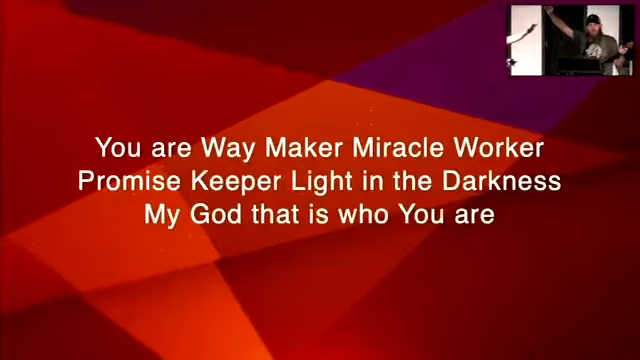 You are Way Maker Miracle Worker
Promise Keeper Light in the Darkness
My God that is who You are